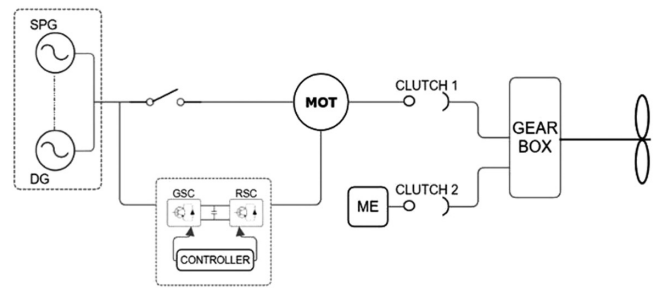 SPG
DG
MOT
CLUTCH 1
GEAR
BOX
ME
CLUTCH 2
GSC
RSC
CONTROLLER